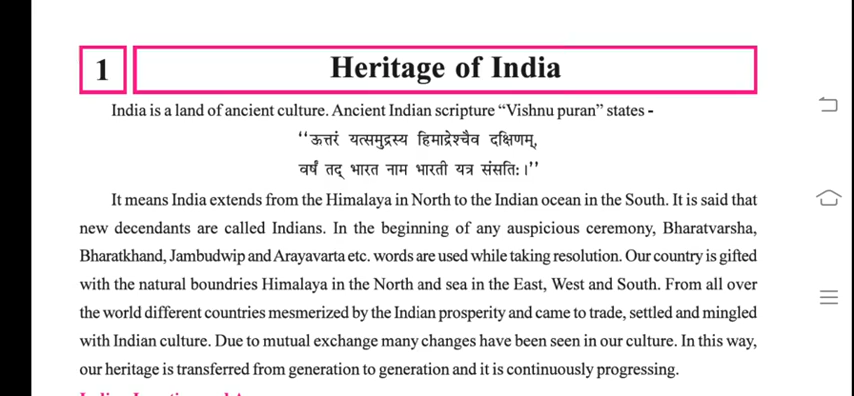 1
Heritage of India
India is a land of ancient culture. Ancient Indian scripture “Vishnu puran” states -
‘‘ऊत्तरं यत्समुद्रस्य हिमाद्रेश्चैव दक्षिणम्,
वर्षं तद् भारत नाम भारती यत्र संसति: ।’’
It means India extends from the Himalaya in North to the Indian ocean in the South. It is said that
new decendants are called Indians. In the beginning of any auspicious ceremony, Bharatvarsha,
Bharatkhand, Jambudwip and Arayavarta etc. words are used while taking resolution. Our country is gifted
with the natural boundries Himalaya in the North and sea in the East, West and South. From all over
the world different countries mesmerized by the Indian prosperity and came to trade, settled and mingled
with Indian culture. Due to mutual exchange many changes have been seen in our culture. In this way,
our heritage is transferred from generation to generation and it is continuously progressing.